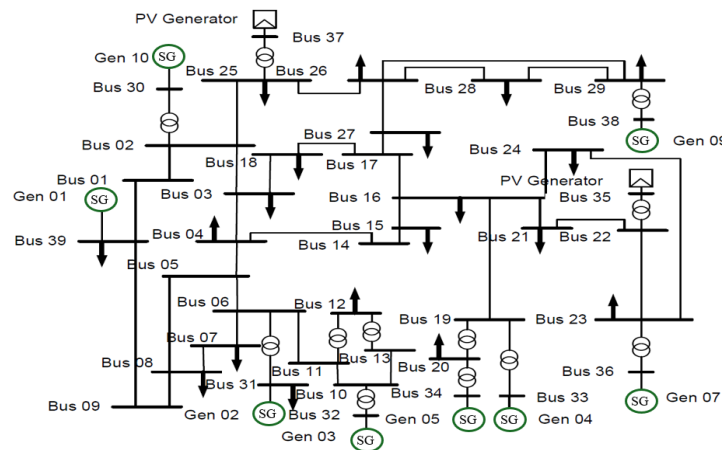 PV Generator
Bus 37
Gen 10
SG
Bus 25
Bus 26
Bus 30
Bus 28
Bus 29
Bus 38
SG
Gen 09
Bus 02
Bus 27
Bus 18
Bus 17
Bus 24
Bus 01
Gen 01
SG
Bus 03
Bus 16
PV Generator
Bus 35
Bus 39
Bus 04
Bus 15
Bus 14
Bus 21
Bus 22
Bus 05
Bus 06
Bus 12
Bus 19
Bus 23
Bus 07
Bus 13
Bus 20
Bus 08
Bus 11
Bus 36
Bus 31
Bus 10
Bus 34
Bus 33
Bus 09
Gen 02
SG
Bus 32
Gen 05
SG
SG
Gen 04
SG
Gen 07
Gen 03
SG